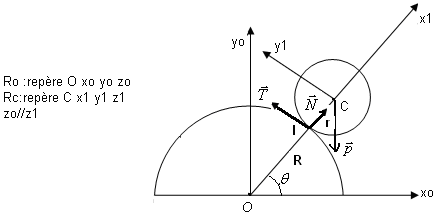 Ro :repère O xo yo zo
Rc:repère C x1 y1 z1
zo//z1
x1
yo
y1
T
N
C
I
r
p
R
θ
O
xo